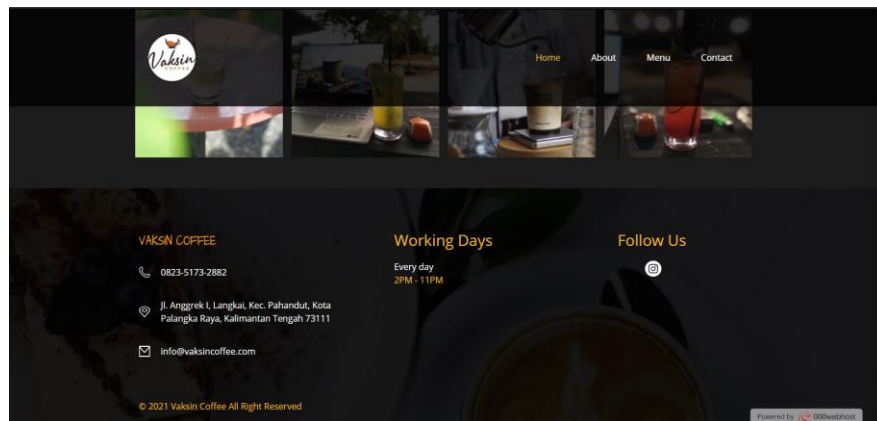 Vaksin
COFFEE
Home About Menu Contact
VAKSIN COFFEE
0823-5173-2882
Jl. Anggrek I, Langkai, Kec. Pahandut, Kota
Palangka Raya, Kalimantan Tengah 73111
info@vaksincoffee.com
Working Days
Every day
2PM - 11PM
Follow Us
© 2021 Vaksin Coffee All Right Reserved
Powered by 000webhost